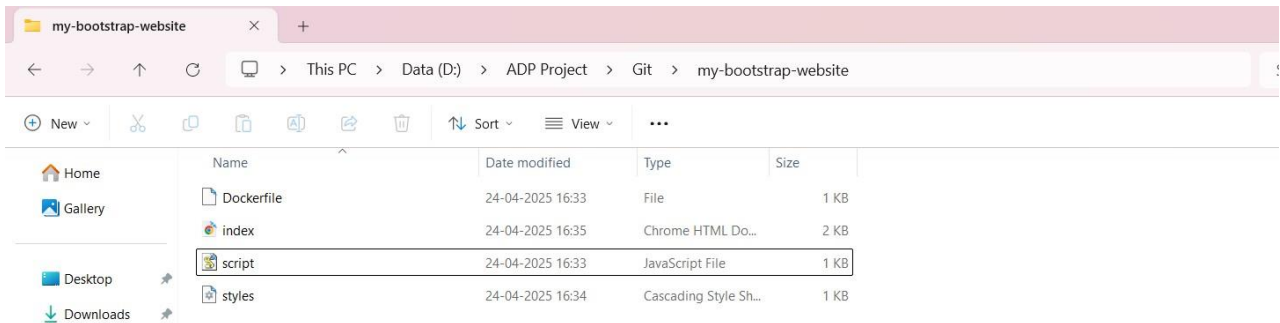 my-bootstrap-website
This PC > Data (D:) > ADP Project > Git > my-bootstrap-website
New Sort View
Home
Gallery
Desktop
Downloads
Name Date modified Type Size
Dockerfile 24-04-2025 16:33 File 1 KB
index 24-04-2025 16:35 Chrome HTML Do... 2 KB
script 24-04-2025 16:33 JavaScript File 1 KB
styles 24-04-2025 16:34 Cascading Style Sh... 1 KB